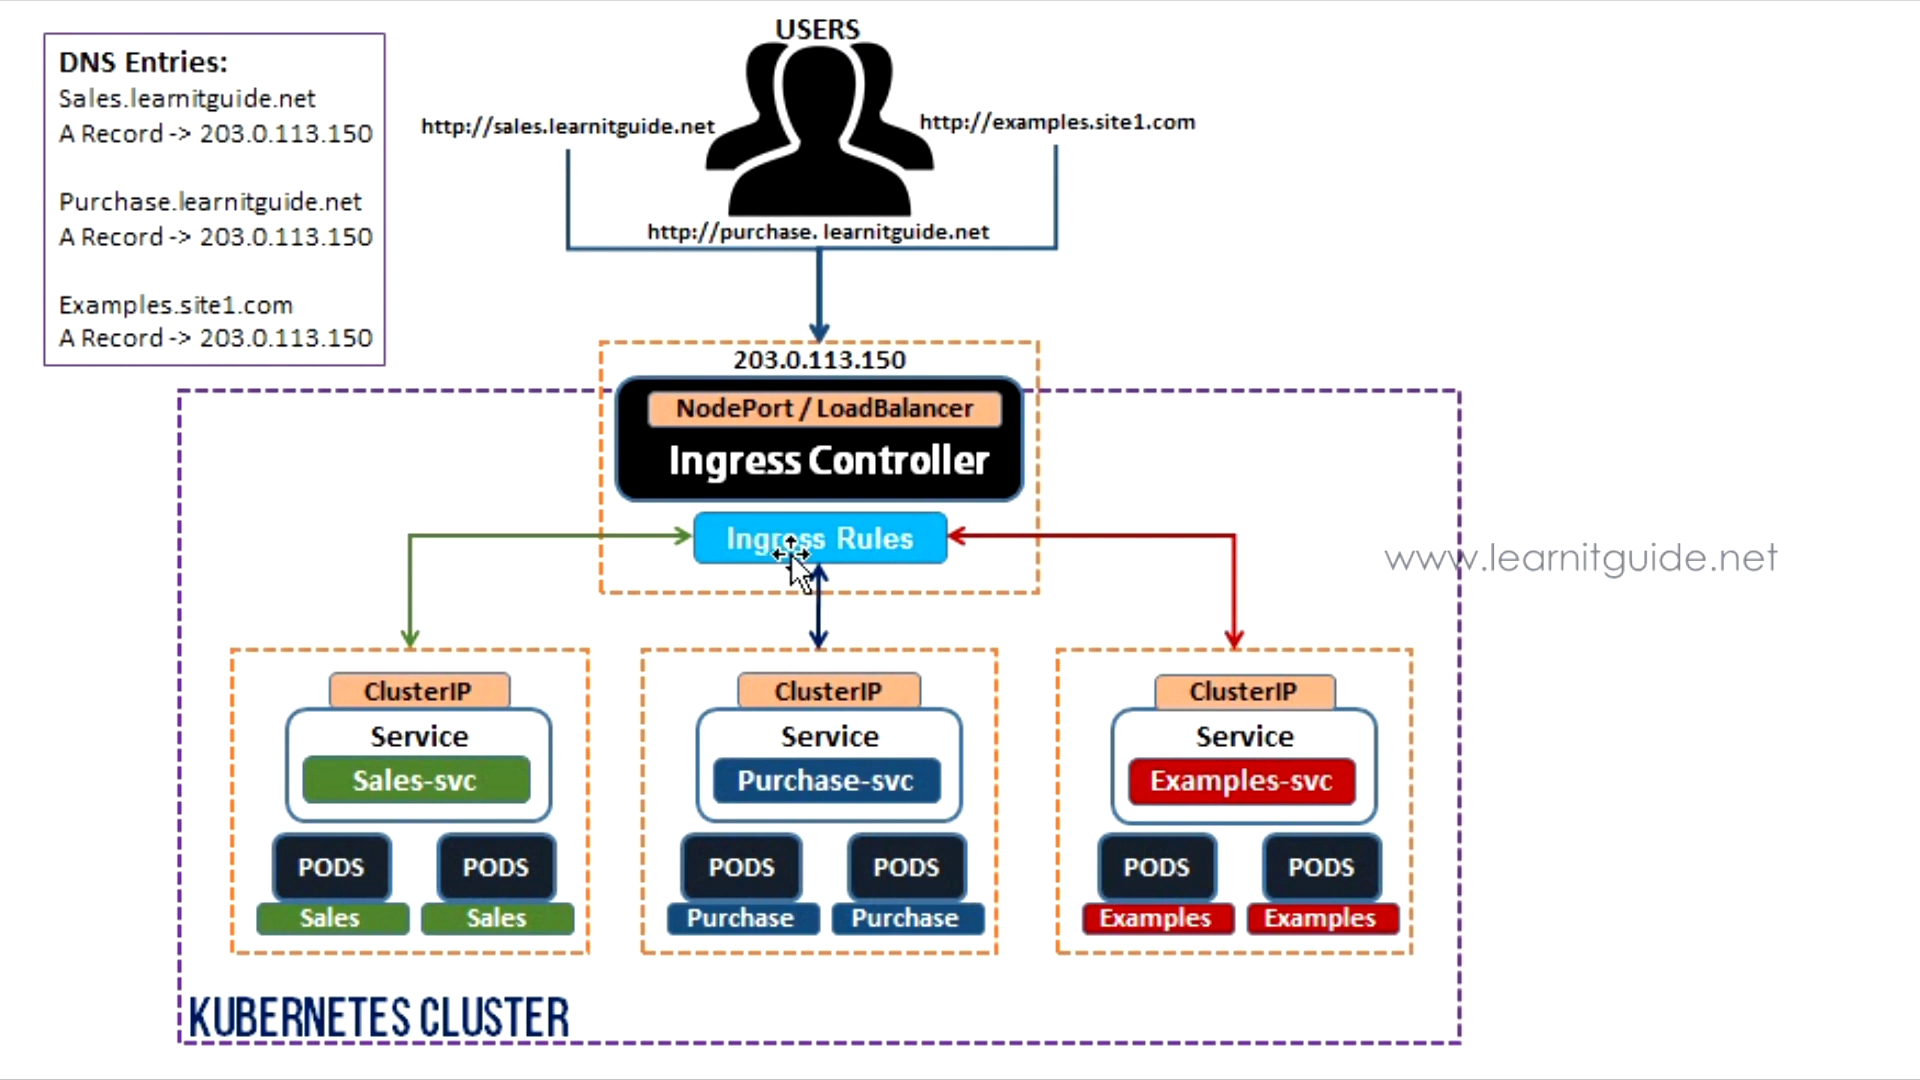 USERS
DNS Entries:
Sales.learnitguide.net
A Record -> 203.0.113.150
Purchase.learnitguide.net
A Record -> 203.0.113.150
Examples.site1.com
A Record -> 203.0.113.150
http://sales.learnitguide.net
http://examples.site1.com
http://purchase. learnitguide.net
203.0.113.150
NodePort / LoadBalancer
Ingress Controller
Ingress Rules
www.learnitguide.net
ClusterIP
Service
Sales-svc
PODS
PODS
Sales
Sales
ClusterIP
Service
Purchase-svc
PODS
PODS
Purchase
Purchase
ClusterIP
Service
Examples-svc
PODS
PODS
Examples
Examples
KUBERNETES CLUSTER